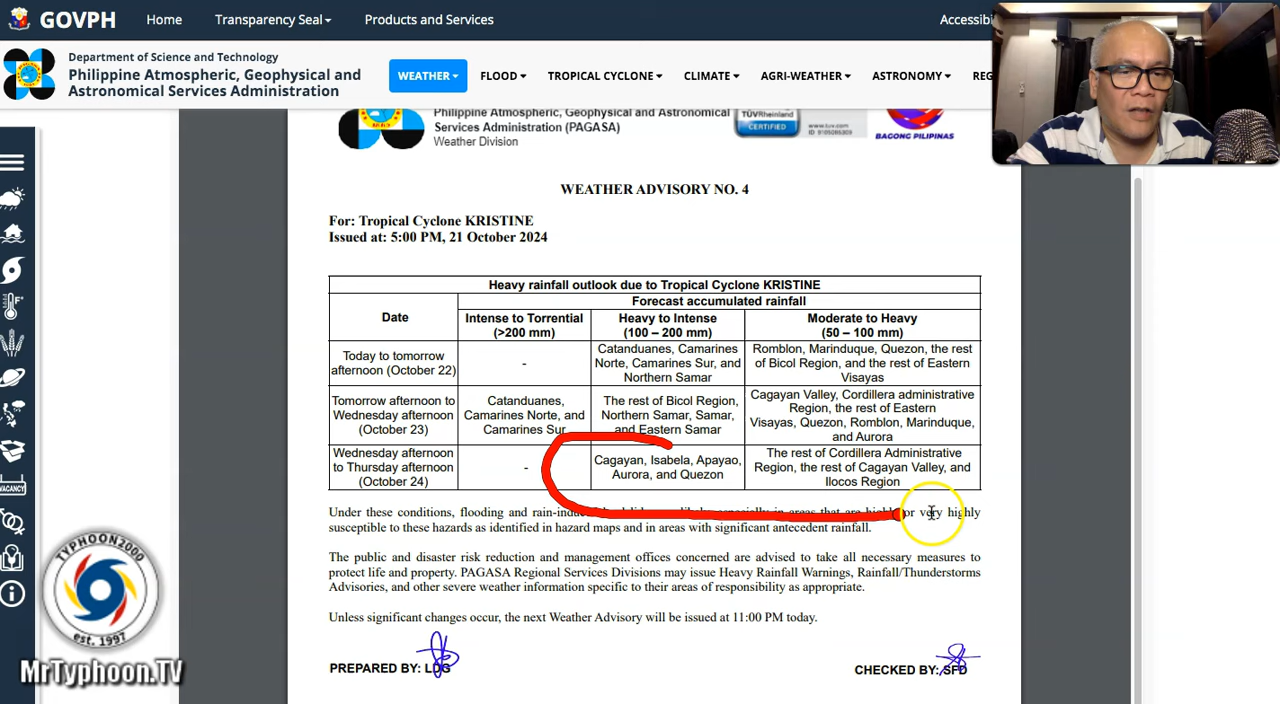 GOVPH
Home
Transparency Seal
Products and Services
Department of Science and Technology
Philippine Atmospheric, Geophysical and
Astronomical Services Administration
WEATHER
FLOOD
TROPICAL CYCLONE
CLIMATE
AGRI-WEATHER
ASTRONOMY
Philippine Atmospheric, Geophysical and Astronomical
Services Administration (PAGASA)
Weather Division
TÜVRheinland
CERTIFIED
BAGONG PILIPINAS
WEATHER ADVISORY NO. 4
For: Tropical Cyclone KRISTINE
Issued at: 5:00 PM, 21 October 2024
Heavy rainfall outlook due to Tropical Cyclone KRISTINE
Date
Forecast accumulated rainfall
Intense to Torrential
(>200 mm)
Heavy to Intense
(100 – 200 mm)
Moderate to Heavy
(50 – 100 mm)
Today to tomorrow
afternoon (October 22)
-
Catanduanes, Camarines
Norte, Camarines Sur, and
Northern Samar
Romblon, Marinduque, Quezon, the rest
of Bicol Region, and the rest of Eastern
Visayas
Tomorrow afternoon to
Wednesday afternoon
(October 23)
Catanduanes,
Camarines Norte, and
Camarines Sur
The rest of Bicol Region,
Northern Samar, Samar,
and Eastern Samar
Cagayan Valley, Cordillera administrative
Region, the rest of Eastern
Visayas, Quezon, Romblon, Marinduque,
and Aurora
Wednesday afternoon
to Thursday afternoon
(October 24)
-
Cagayan, Isabela, Apayao,
Aurora, and Quezon
The rest of Cordillera Administrative
Region, the rest of Cagayan Valley, and
Ilocos Region
Under these conditions, flooding and especially in areas that are or very highly
susceptible to these hazards as identified in hazard maps and in areas with significant antecedent rainfall.
The public and disaster risk reduction and management offices concerned are advised to take all necessary measures to
protect life and property. PAGASA Regional Services Divisions may issue Heavy Rainfall Warnings, Rainfall/Thunderstorms
Advisories, and other severe weather information specific to their areas of responsibility as appropriate.
Unless significant changes occur, the next Weather Advisory will be issued at 11:00 PM today.
PREPARED BY: LDG
CHECKED BY: SFD
TYPHOON2000
est. 1997
MrTyphoon.TV